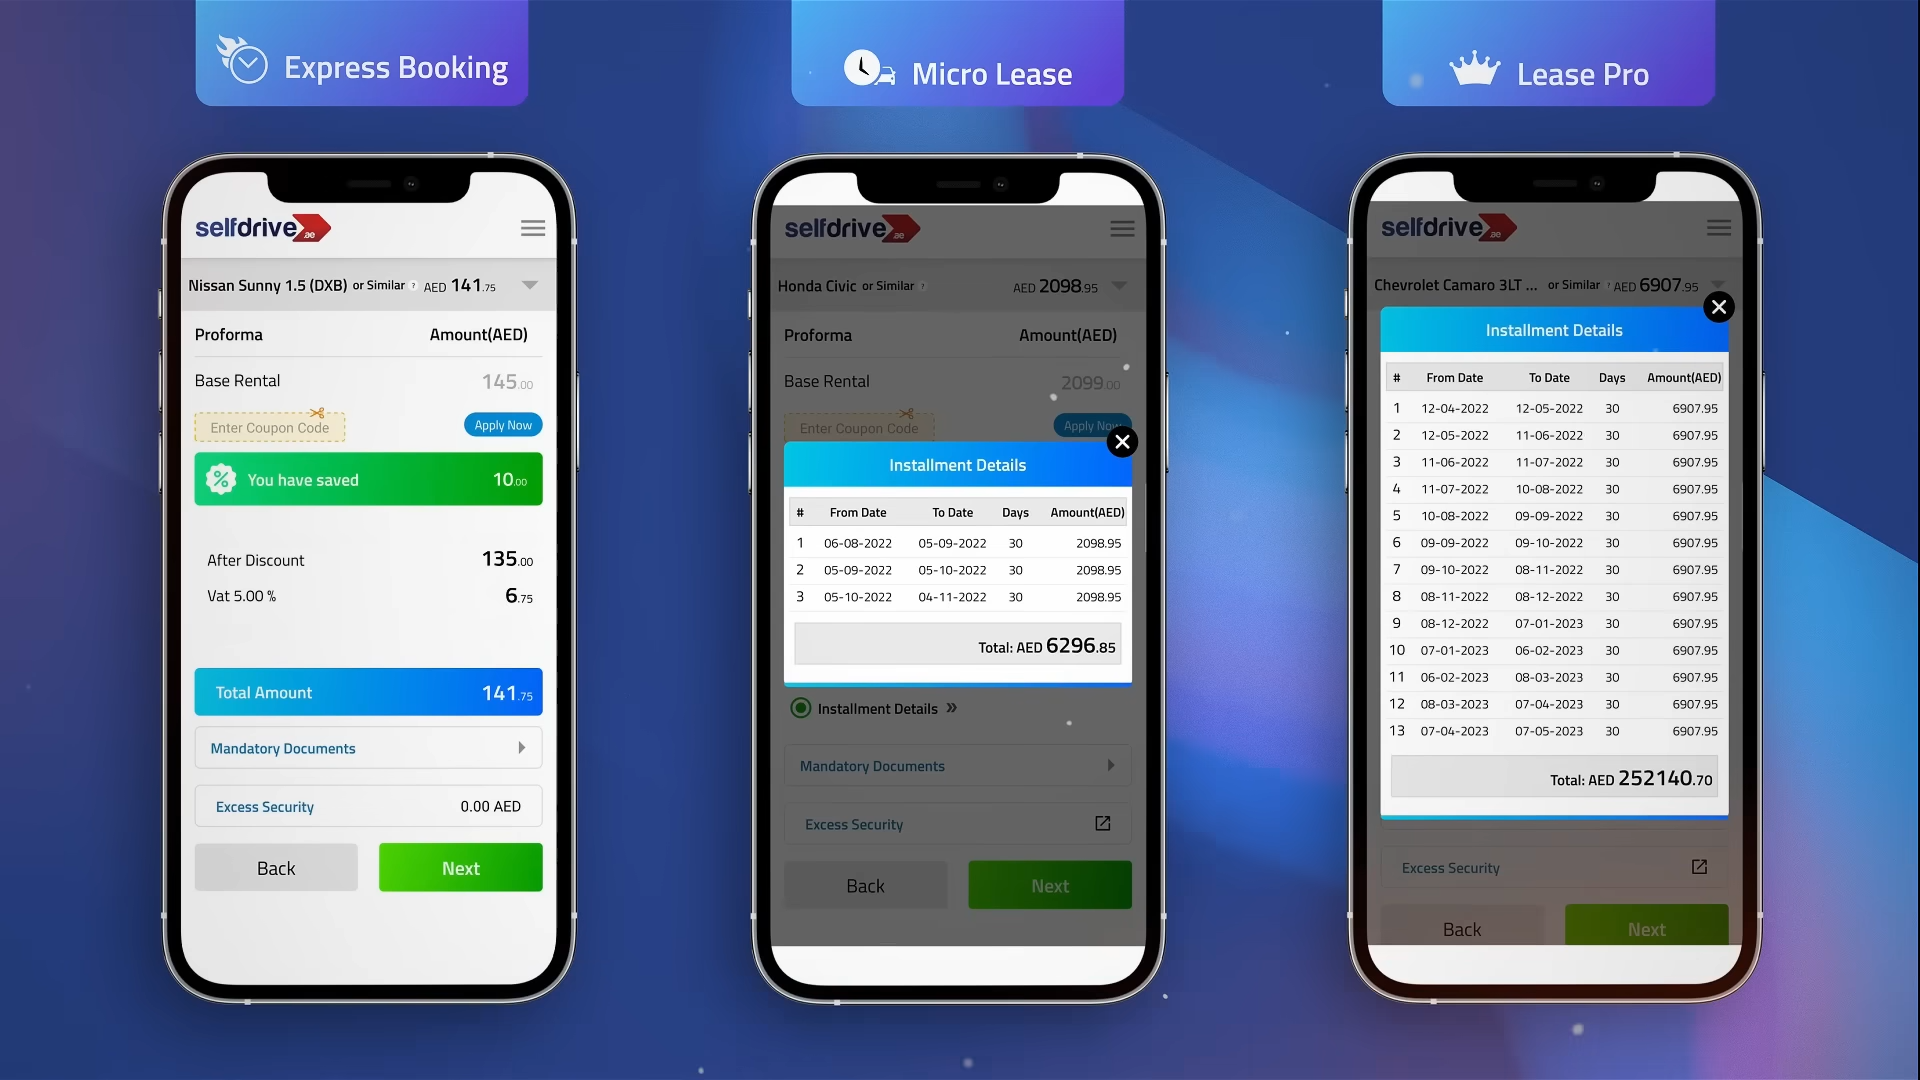 Express Booking
selfdrive.ae
Nissan Sunny 1.5 (DXB) or Similar ? AED 141.75
Proforma Amount(AED)
Base Rental 145.00
Enter Coupon Code Apply Now
% You have saved 10.00
After Discount 135.00
Vat 5.00 % 6.75
Total Amount 141.75
Mandatory Documents
Excess Security 0.00 AED
Back Next
Micro Lease
selfdrive.ae
Honda Civic or Similar ? AED 2098.95
Proforma Amount(AED)
Base Rental 2099.00
Enter Coupon Code Apply Now
Installment Details
# From Date To Date Days Amount(AED)
1 06-08-2022 05-09-2022 30 2098.95
2 05-09-2022 05-10-2022 30 2098.95
3 05-10-2022 04-11-2022 30 2098.95
Total: AED 6296.85
Installment Details »
Mandatory Documents
Excess Security
Back Next
Lease Pro
selfdrive.ae
Chevrolet Camaro 3LT ... or Similar AED 6907.95
Installment Details
# From Date To Date Days Amount(AED)
1 12-04-2022 12-05-2022 30 6907.95
2 12-05-2022 11-06-2022 30 6907.95
3 11-06-2022 11-07-2022 30 6907.95
4 11-07-2022 10-08-2022 30 6907.95
5 10-08-2022 09-09-2022 30 6907.95
6 09-09-2022 09-10-2022 30 6907.95
7 09-10-2022 08-11-2022 30 6907.95
8 08-11-2022 08-12-2022 30 6907.95
9 08-12-2022 07-01-2023 30 6907.95
10 07-01-2023 06-02-2023 30 6907.95
11 06-02-2023 08-03-2023 30 6907.95
12 08-03-2023 07-04-2023 30 6907.95
13 07-04-2023 07-05-2023 30 6907.95
Total: AED 252140.70
Excess Security
Back Next